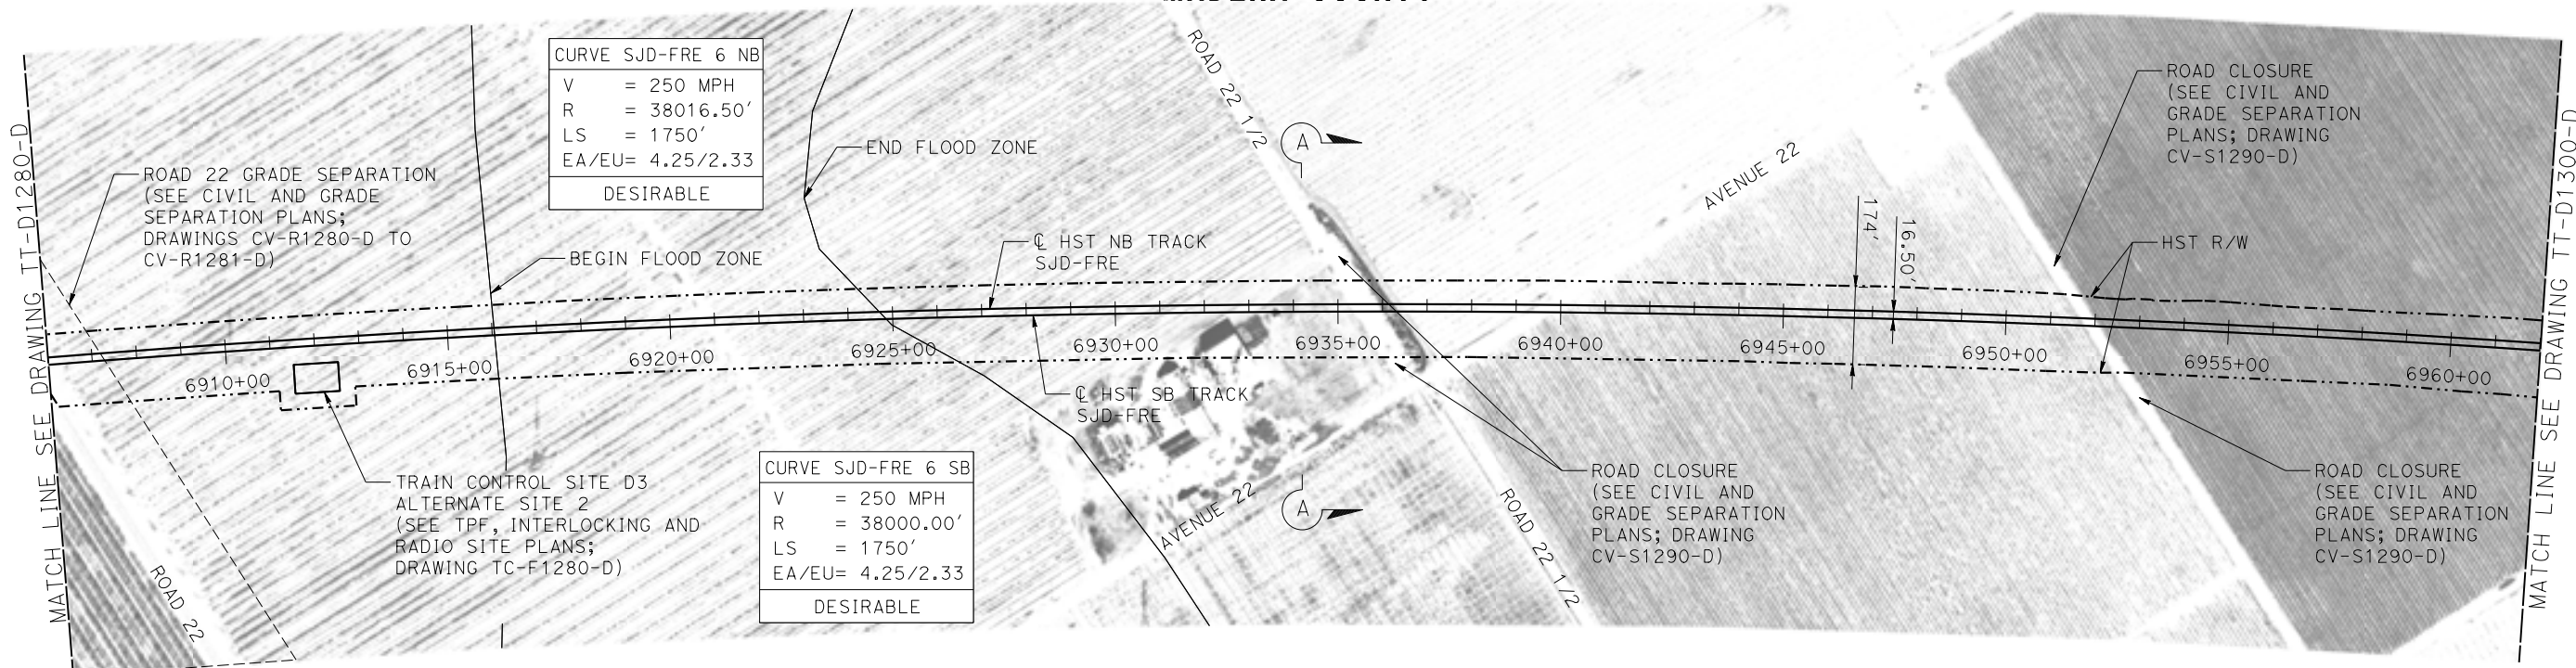 CURVE SJD-FRE 6 NB
V = 250 MPH
R = 38016.50'
LS = 1750'
EA/EU= 4.25/2.33
DESIRABLE
ROAD 22 1/2
END FLOOD ZONE
A
AVENUE 22
174'
16.50'
ROAD CLOSURE
(SEE CIVIL AND
GRADE SEPARATION
PLANS; DRAWING
CV-S1290-D)
HST R/W
MATCH LINE SEE DRAWING TT-D1280-D
ROAD 22 GRADE SEPARATION
(SEE CIVIL AND GRADE
SEPARATION PLANS;
DRAWINGS CV-R1280-D TO
CV-R1281-D)
BEGIN FLOOD ZONE
℄ HST NB TRACK
SJD-FRE
6910+00
6915+00
6920+00
6925+00
6930+00
6935+00
6940+00
6945+00
6950+00
6955+00
6960+00
℄ HST SB TRACK
SJD-FRE
TRAIN CONTROL SITE D3
ALTERNATE SITE 2
(SEE TPF, INTERLOCKING AND
RADIO SITE PLANS;
DRAWING TC-F1280-D)
ROAD 22
CURVE SJD-FRE 6 SB
V = 250 MPH
R = 38000.00'
LS = 1750'
EA/EU= 4.25/2.33
DESIRABLE
AVENUE 22
A
ROAD 22 1/2
ROAD CLOSURE
(SEE CIVIL AND
GRADE SEPARATION
PLANS; DRAWING
CV-S1290-D)
ROAD CLOSURE
(SEE CIVIL AND
GRADE SEPARATION
PLANS; DRAWING
CV-S1290-D)
MATCH LINE SEE DRAWING TT-D1300-D